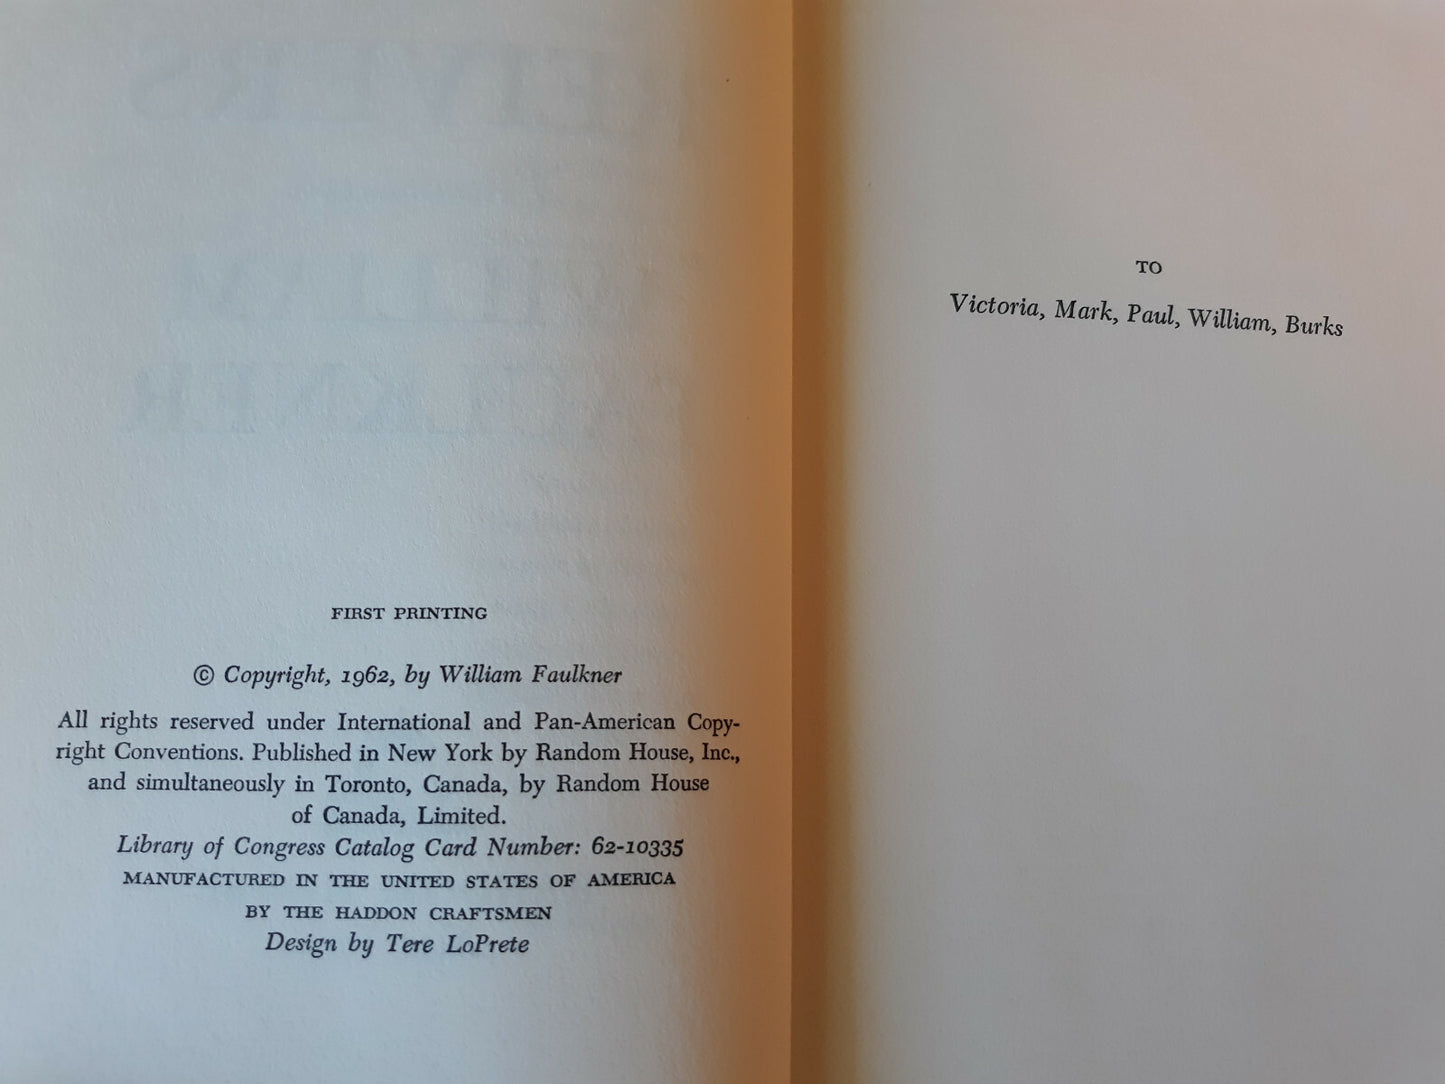 FIRST PRINTING
© Copyright, 1962, by William Faulkner
All rights reserved under International and Pan-American Copy-
right Conventions. Published in New York by Random House, Inc.,
and simultaneously in Toronto, Canada, by Random House
of Canada, Limited.
Library of Congress Catalog Card Number: 62-10335
MANUFACTURED IN THE UNITED STATES OF AMERICA
BY THE HADDON CRAFTSMEN
Design by Tere LoPrete
TO
Victoria, Mark, Paul, William, Burks